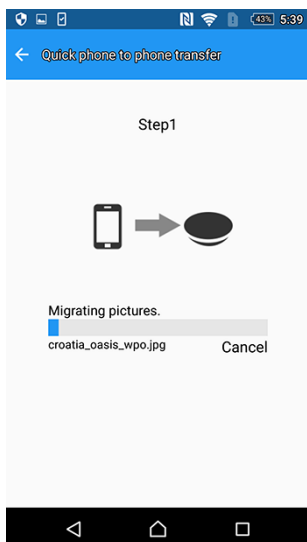 43% 5:39
Quick phone to phone transfer
Step1
Migrating pictures.
croatia_oasis_wpo.jpg
Cancel